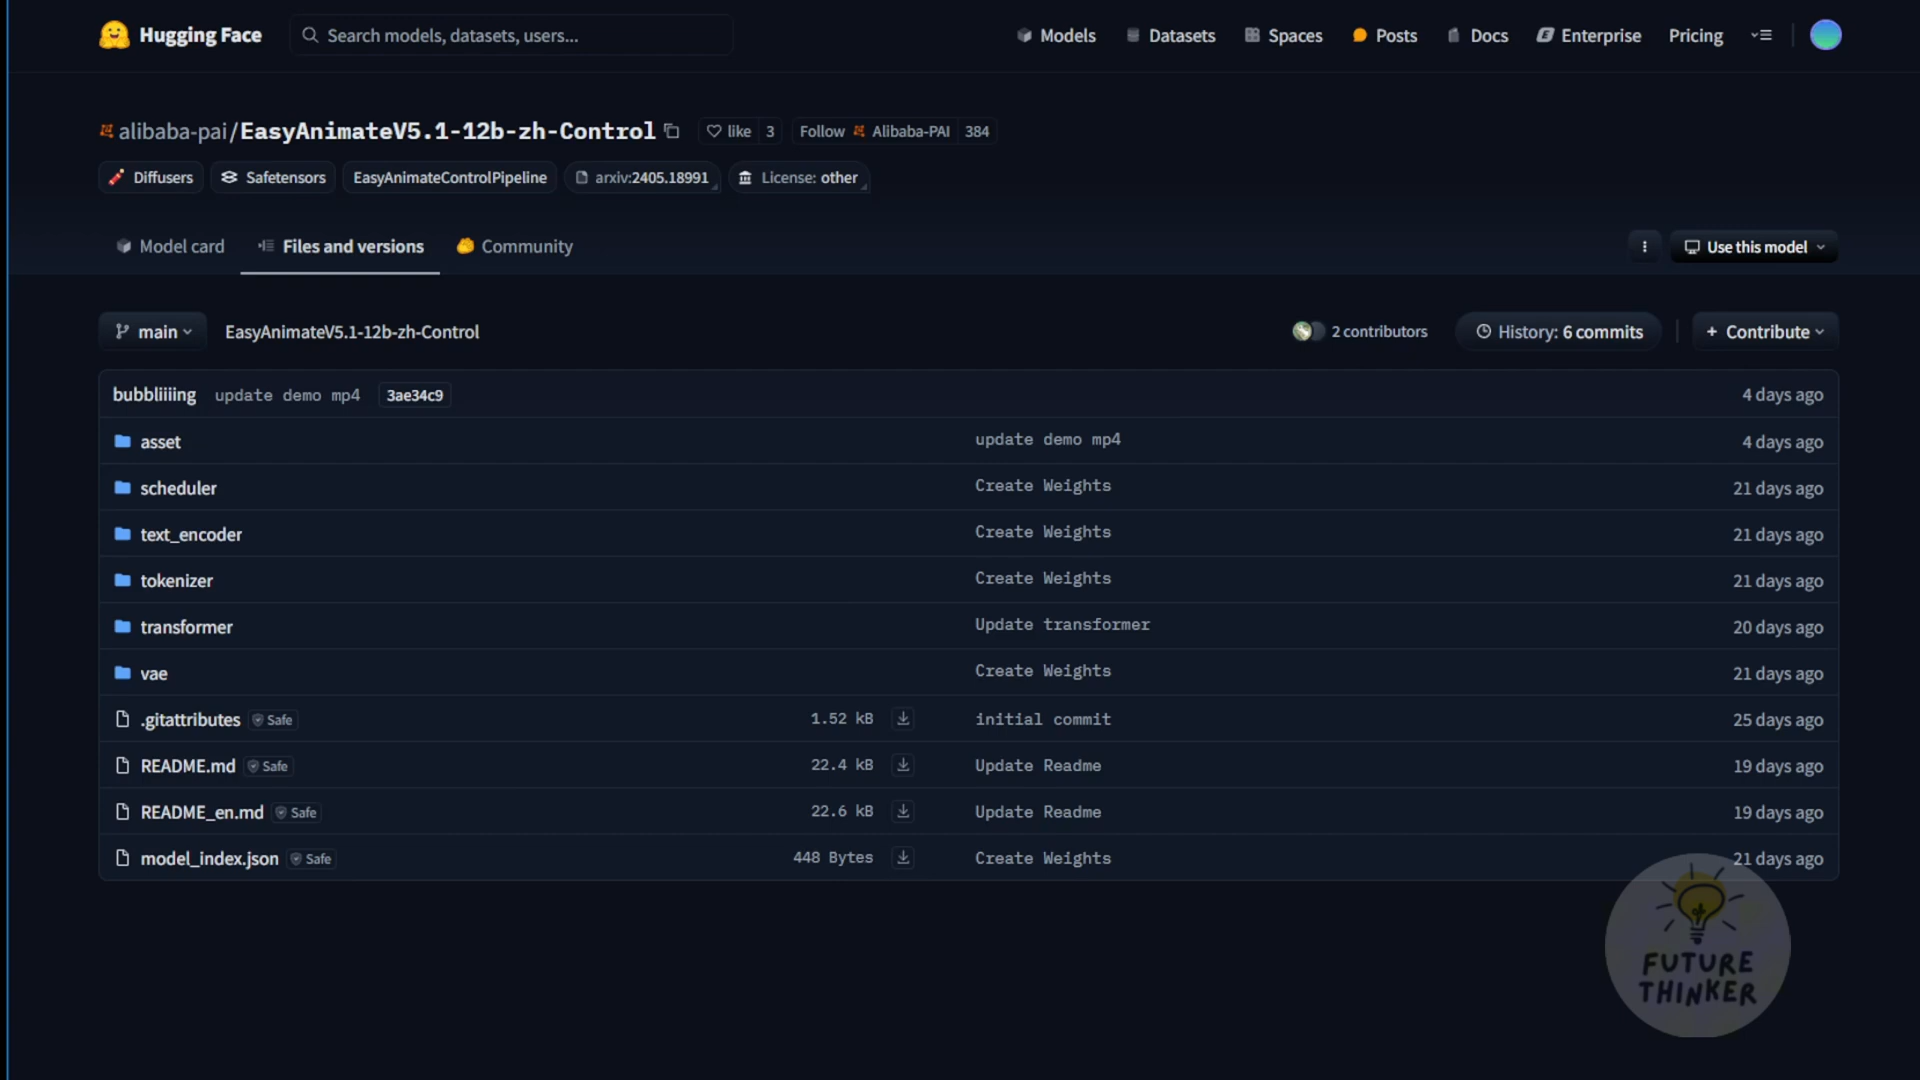 Hugging Face Search models, datasets, users... Models Datasets Spaces Posts Docs Enterprise Pricing
alibaba-pai/EasyAnimateV5.1-12b-zh-Control like 3 Follow Alibaba-PAI 384
Diffusers Safetensors EasyAnimateControlPipeline arxiv:2405.18991 License: other
Model card Files and versions Community Use this model
main EasyAnimateV5.1-12b-zh-Control 2 contributors History: 6 commits + Contribute
bubbliiiing update demo mp4 3ae34c9 4 days ago
asset update demo mp4 4 days ago
scheduler Create Weights 21 days ago
text_encoder Create Weights 21 days ago
tokenizer Create Weights 21 days ago
transformer Update transformer 20 days ago
vae Create Weights 21 days ago
.gitattributes Safe 1.52 kB initial commit 25 days ago
README.md Safe 22.4 kB Update Readme 19 days ago
README_en.md Safe 22.6 kB Update Readme 19 days ago
model_index.json Safe 448 Bytes Create Weights 21 days ago
FUTURE
THINKER